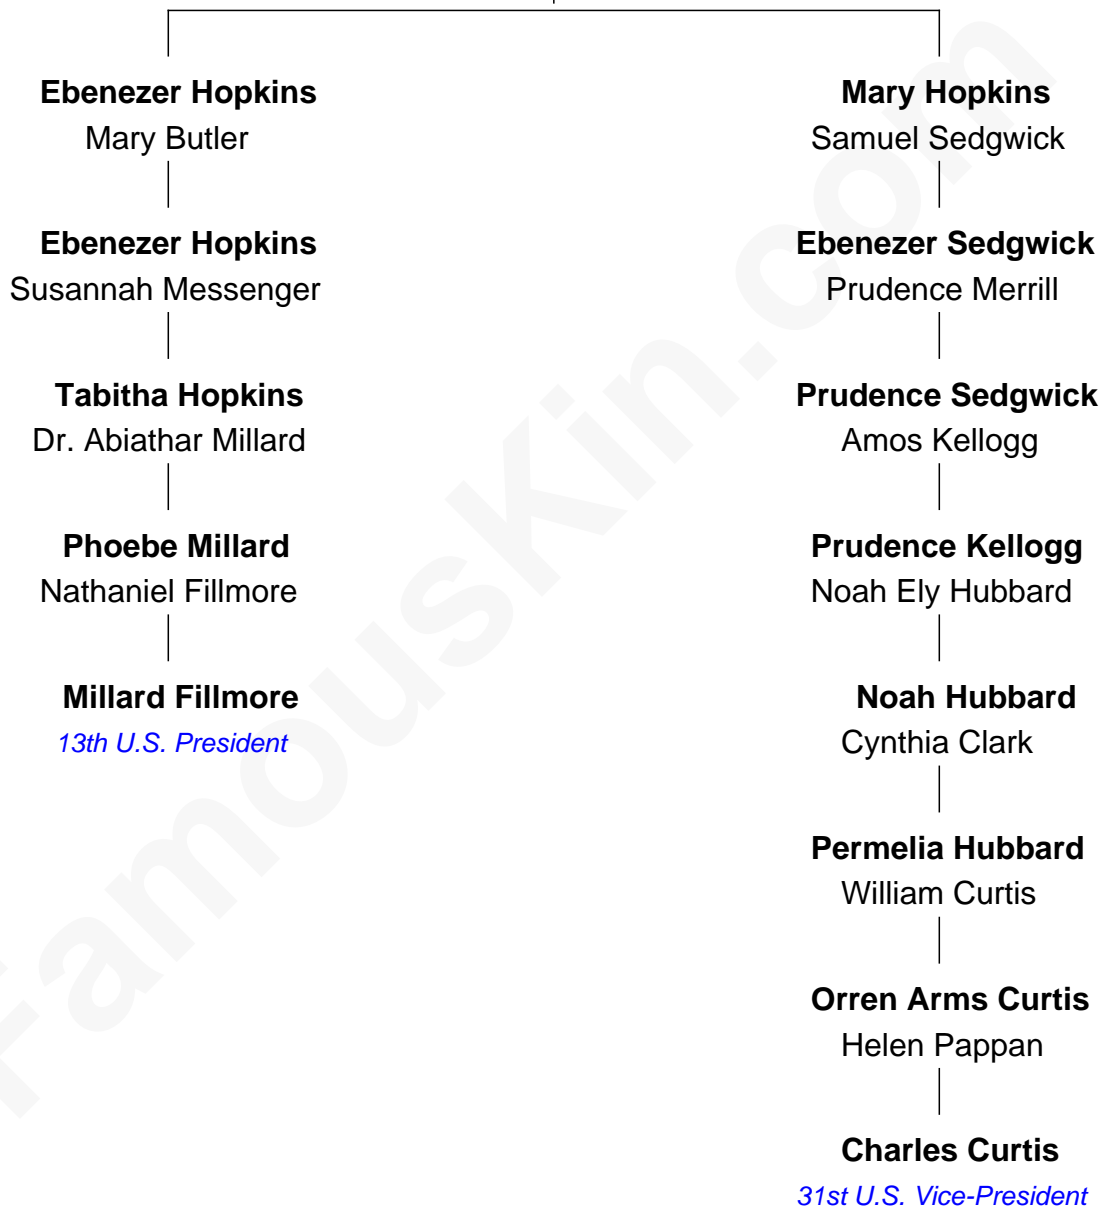 Ebenezer Hopkins
Mary Butler
Ebenezer Hopkins
Susannah Messenger
Tabitha Hopkins
Dr. Abiathar Millard
Phoebe Millard
Nathaniel Fillmore
Millard Fillmore
13th U.S. President
Mary Hopkins
Samuel Sedgwick
Ebenezer Sedgwick
Prudence Merrill
Prudence Sedgwick
Amos Kellogg
Prudence Kellogg
Noah Ely Hubbard
Noah Hubbard
Cynthia Clark
Permelia Hubbard
William Curtis
Orren Arms Curtis
Helen Pappan
Charles Curtis
31st U.S. Vice-President
FamousKin.com